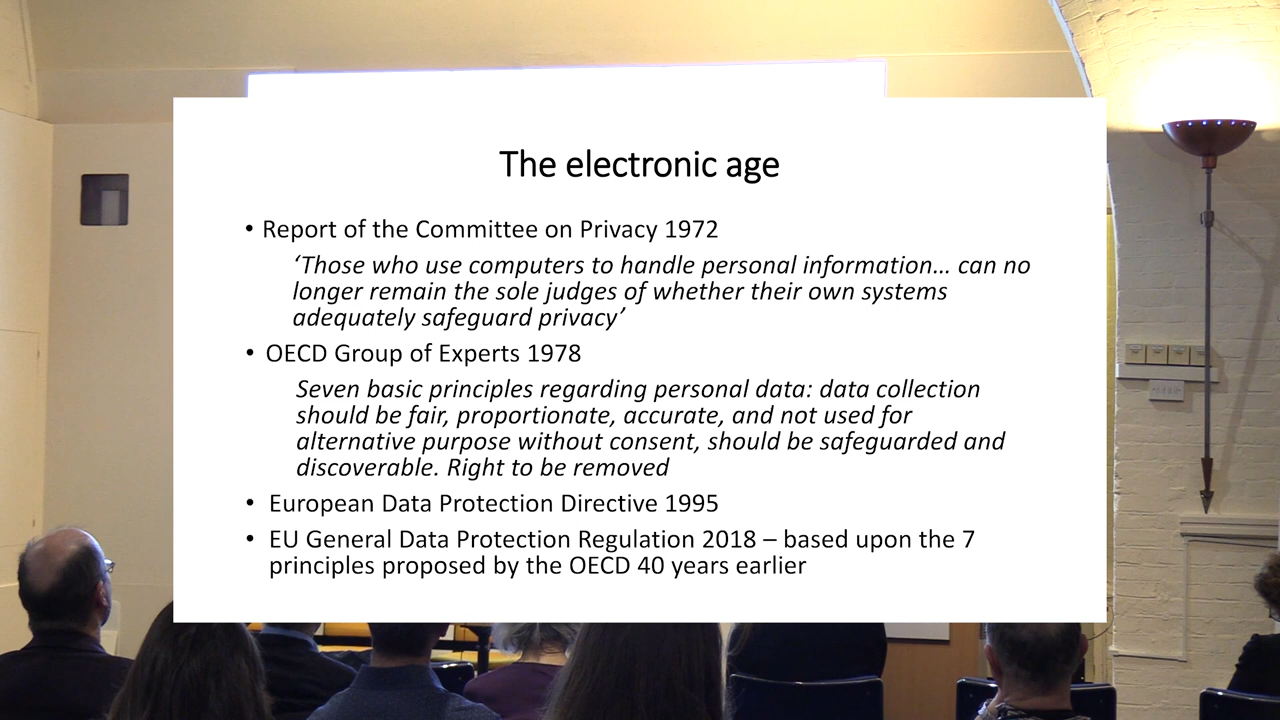 The electronic age
• Report of the Committee on Privacy 1972
‘Those who use computers to handle personal information… can no
longer remain the sole judges of whether their own systems
adequately safeguard privacy’
• OECD Group of Experts 1978
Seven basic principles regarding personal data: data collection
should be fair, proportionate, accurate, and not used for
alternative purpose without consent, should be safeguarded and
discoverable. Right to be removed
• European Data Protection Directive 1995
• EU General Data Protection Regulation 2018 – based upon the 7
principles proposed by the OECD 40 years earlier